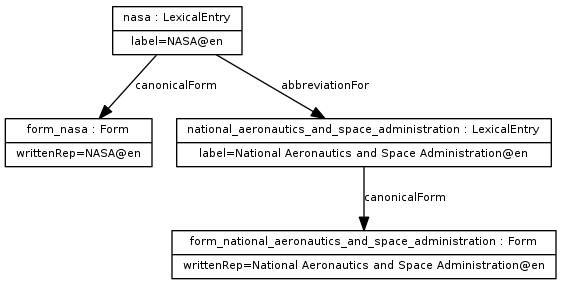 nasa : LexicalEntry
label=NASA@en
canonicalForm
abbreviationFor
form_nasa : Form
writtenRep=NASA@en
national_aeronautics_and_space_administration : LexicalEntry
label=National Aeronautics and Space Administration@en
canonicalForm
form_national_aeronautics_and_space_administration : Form
writtenRep=National Aeronautics and Space Administration@en